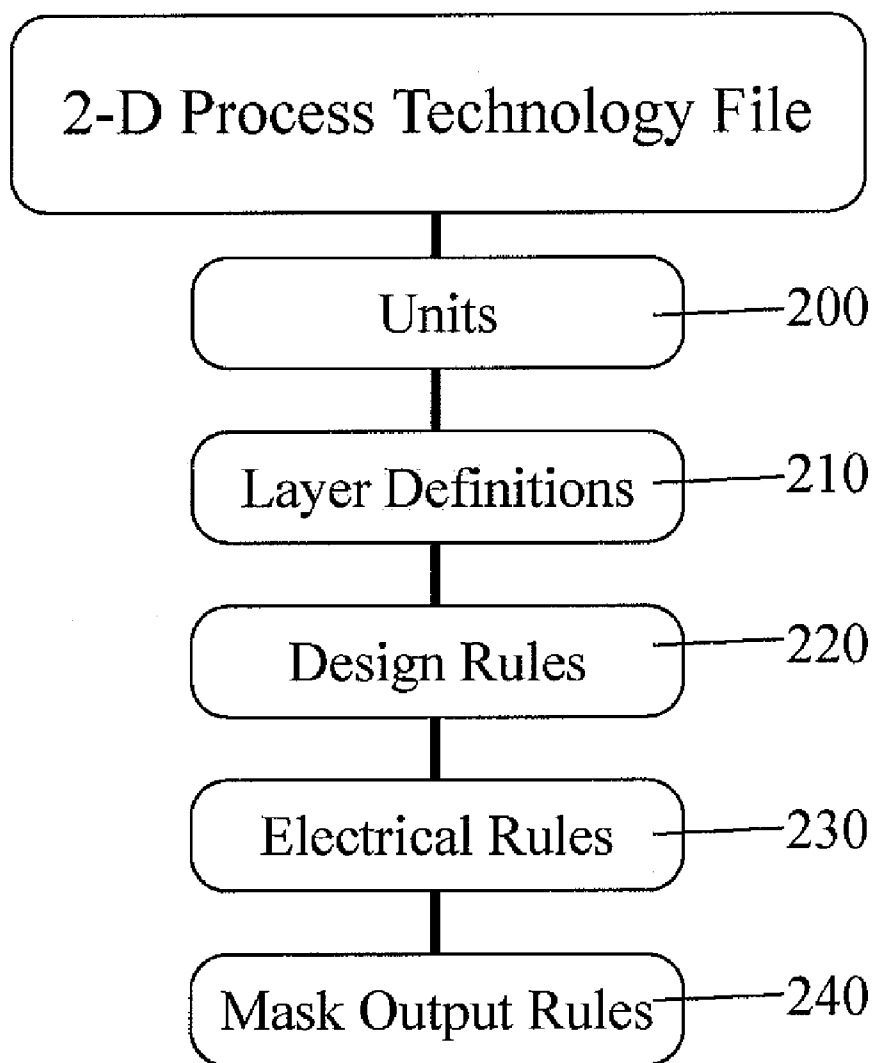 2-D Process Technology File
Units
200
Layer Definitions
210
Design Rules
220
Electrical Rules
230
Mask Output Rules
240